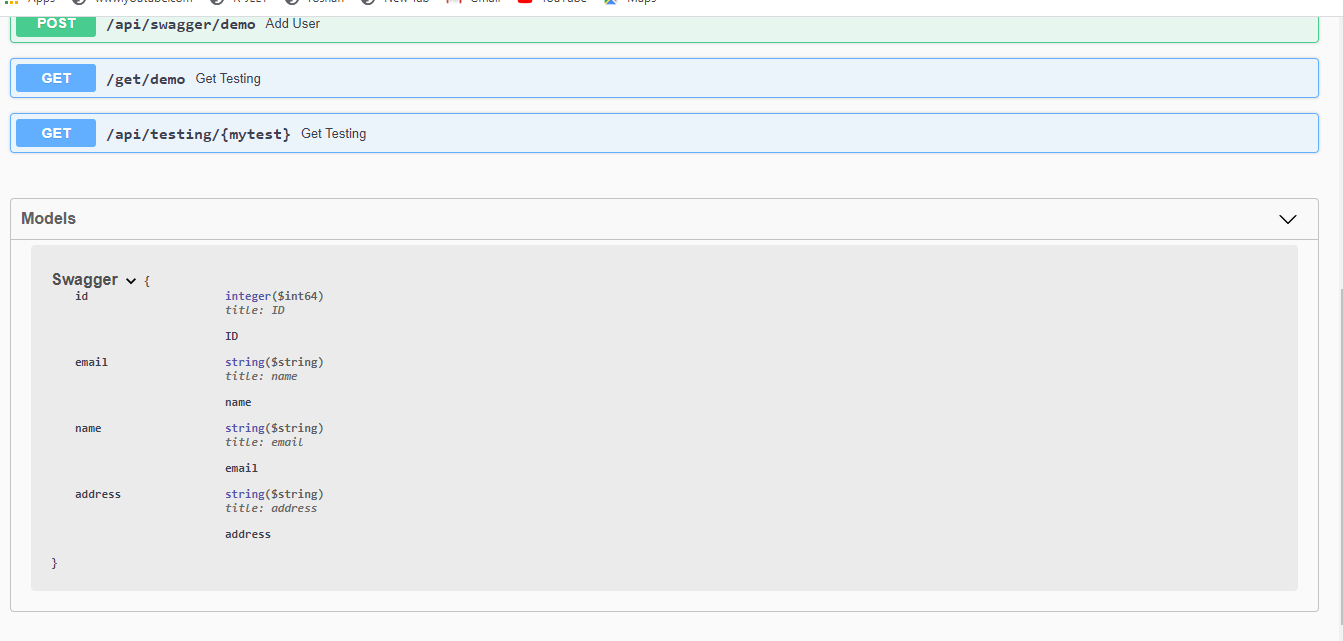 Apps www.youtube.com K-JEET Roshan New Tab Gmail YouTube Maps
POST /api/swagger/demo Add User
GET /get/demo Get Testing
GET /api/testing/{mytest} Get Testing
Models
Swagger {
id integer($int64)
title: ID
ID
email string($string)
title: name
name
name string($string)
title: email
email
address string($string)
title: address
address
}